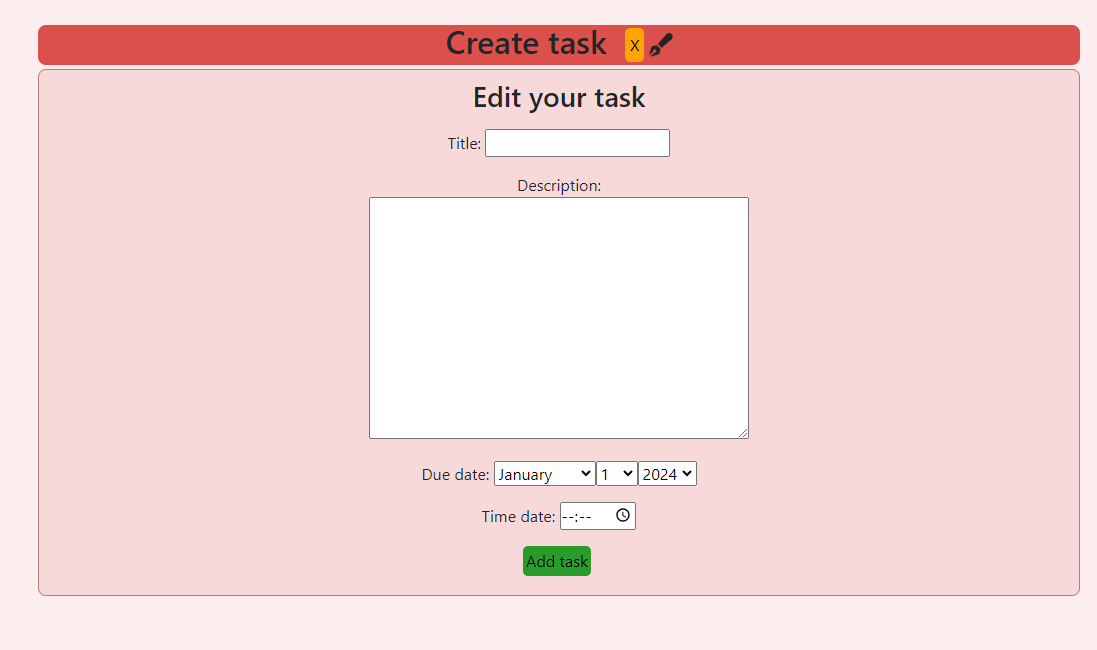 Create task X
Edit your task
Title:
Description:
Due date: January 1 2024
Time date: --:--
Add task